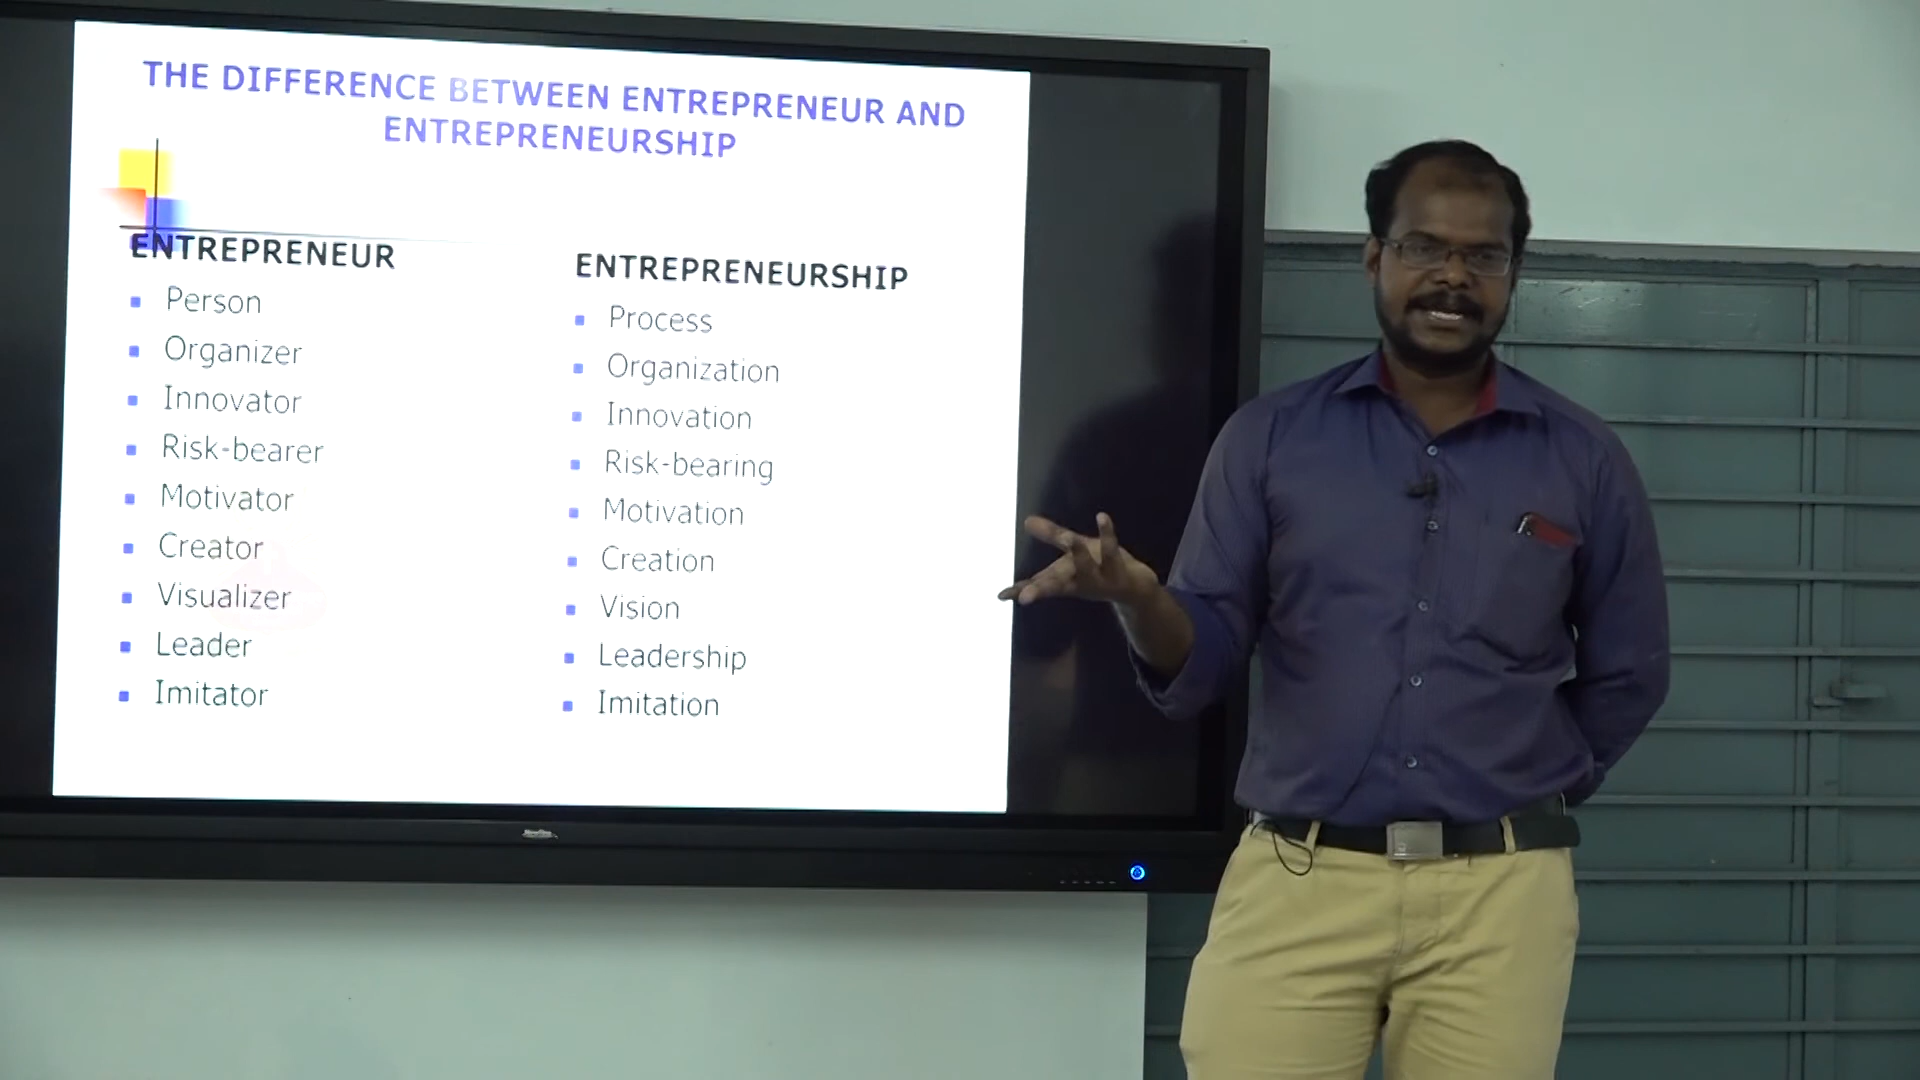 THE DIFFERENCE BETWEEN ENTREPRENEUR AND
ENTREPRENEURSHIP
ENTREPRENEUR
Person
Organizer
Innovator
Risk-bearer
Motivator
Creator
Visualizer
Leader
Imitator
ENTREPRENEURSHIP
Process
Organization
Innovation
Risk-bearing
Motivation
Creation
Vision
Leadership
Imitation